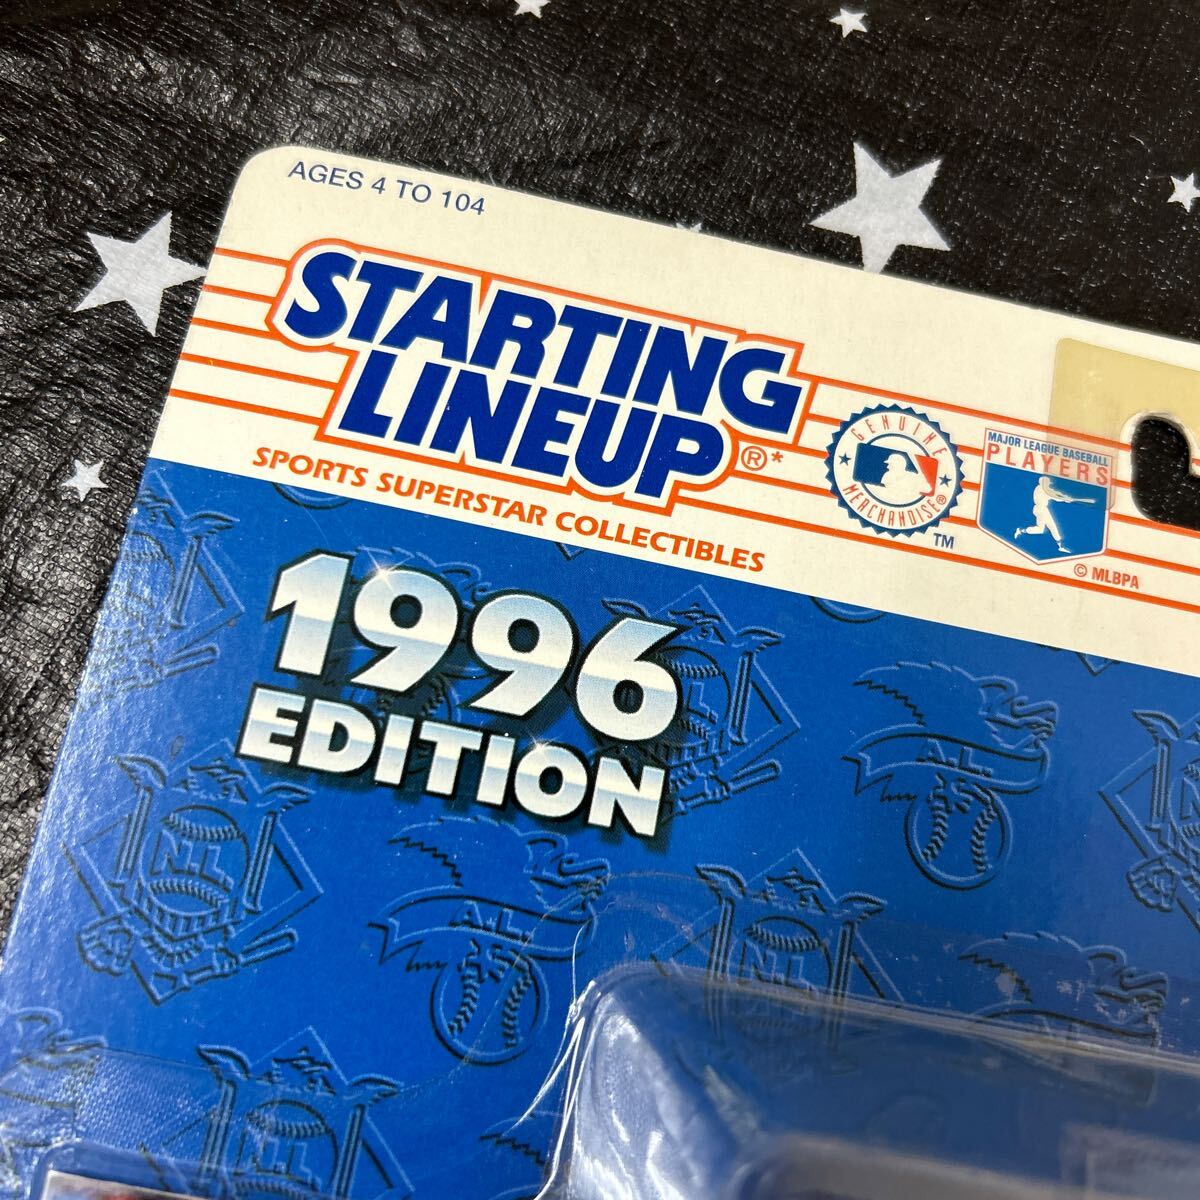 AGES 4 TO 104
STARTING
LINEUP®*
SPORTS SUPERSTAR COLLECTIBLES
GENUINE
MERCHANDISE®
TM
MAJOR LEAGUE BASEBALL
PLAYERS
© MLBPA
1996
EDITION
A.L.
N.L.
A.L.
N.L.
N.L.